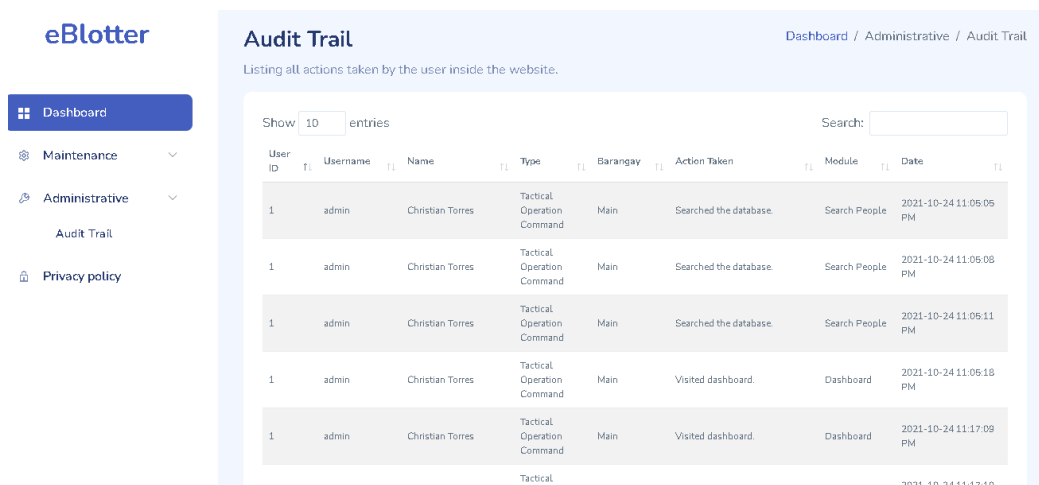 eBlotter
Dashboard
Maintenance
Administrative
Audit Trail
Privacy policy
Audit Trail
Dashboard / Administrative / Audit Trail
Listing all actions taken by the user inside the website.
Show 10 entries
Search:
User ID Username Name Type Barangay Action Taken Module Date
1 admin Christian Torres Tactical Operation Command Main Searched the database. Search People 2021-10-24 11:05:05 PM
1 admin Christian Torres Tactical Operation Command Main Searched the database. Search People 2021-10-24 11:05:08 PM
1 admin Christian Torres Tactical Operation Command Main Searched the database. Search People 2021-10-24 11:05:11 PM
1 admin Christian Torres Tactical Operation Command Main Visited dashboard. Dashboard 2021-10-24 11:05:18 PM
1 admin Christian Torres Tactical Operation Command Main Visited dashboard. Dashboard 2021-10-24 11:17:09 PM
Tactical